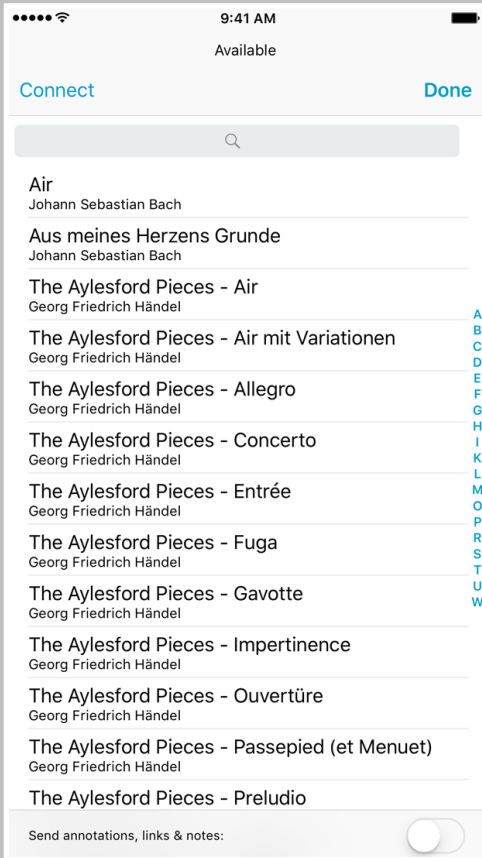 9:41 AM
Available
Connect
Done
Air
Johann Sebastian Bach
Aus meines Herzens Grunde
Johann Sebastian Bach
The Aylesford Pieces - Air
Georg Friedrich Händel
The Aylesford Pieces - Air mit Variationen
Georg Friedrich Händel
The Aylesford Pieces - Allegro
Georg Friedrich Händel
The Aylesford Pieces - Concerto
Georg Friedrich Händel
The Aylesford Pieces - Entrée
Georg Friedrich Händel
The Aylesford Pieces - Fuga
Georg Friedrich Händel
The Aylesford Pieces - Gavotte
Georg Friedrich Händel
The Aylesford Pieces - Impertinence
Georg Friedrich Händel
The Aylesford Pieces - Ouvertüre
Georg Friedrich Händel
The Aylesford Pieces - Passepied (et Menuet)
Georg Friedrich Händel
The Aylesford Pieces - Preludio
A
B
C
D
E
F
G
H
I
K
L
M
O
P
R
S
T
U
W
Send annotations, links & notes: